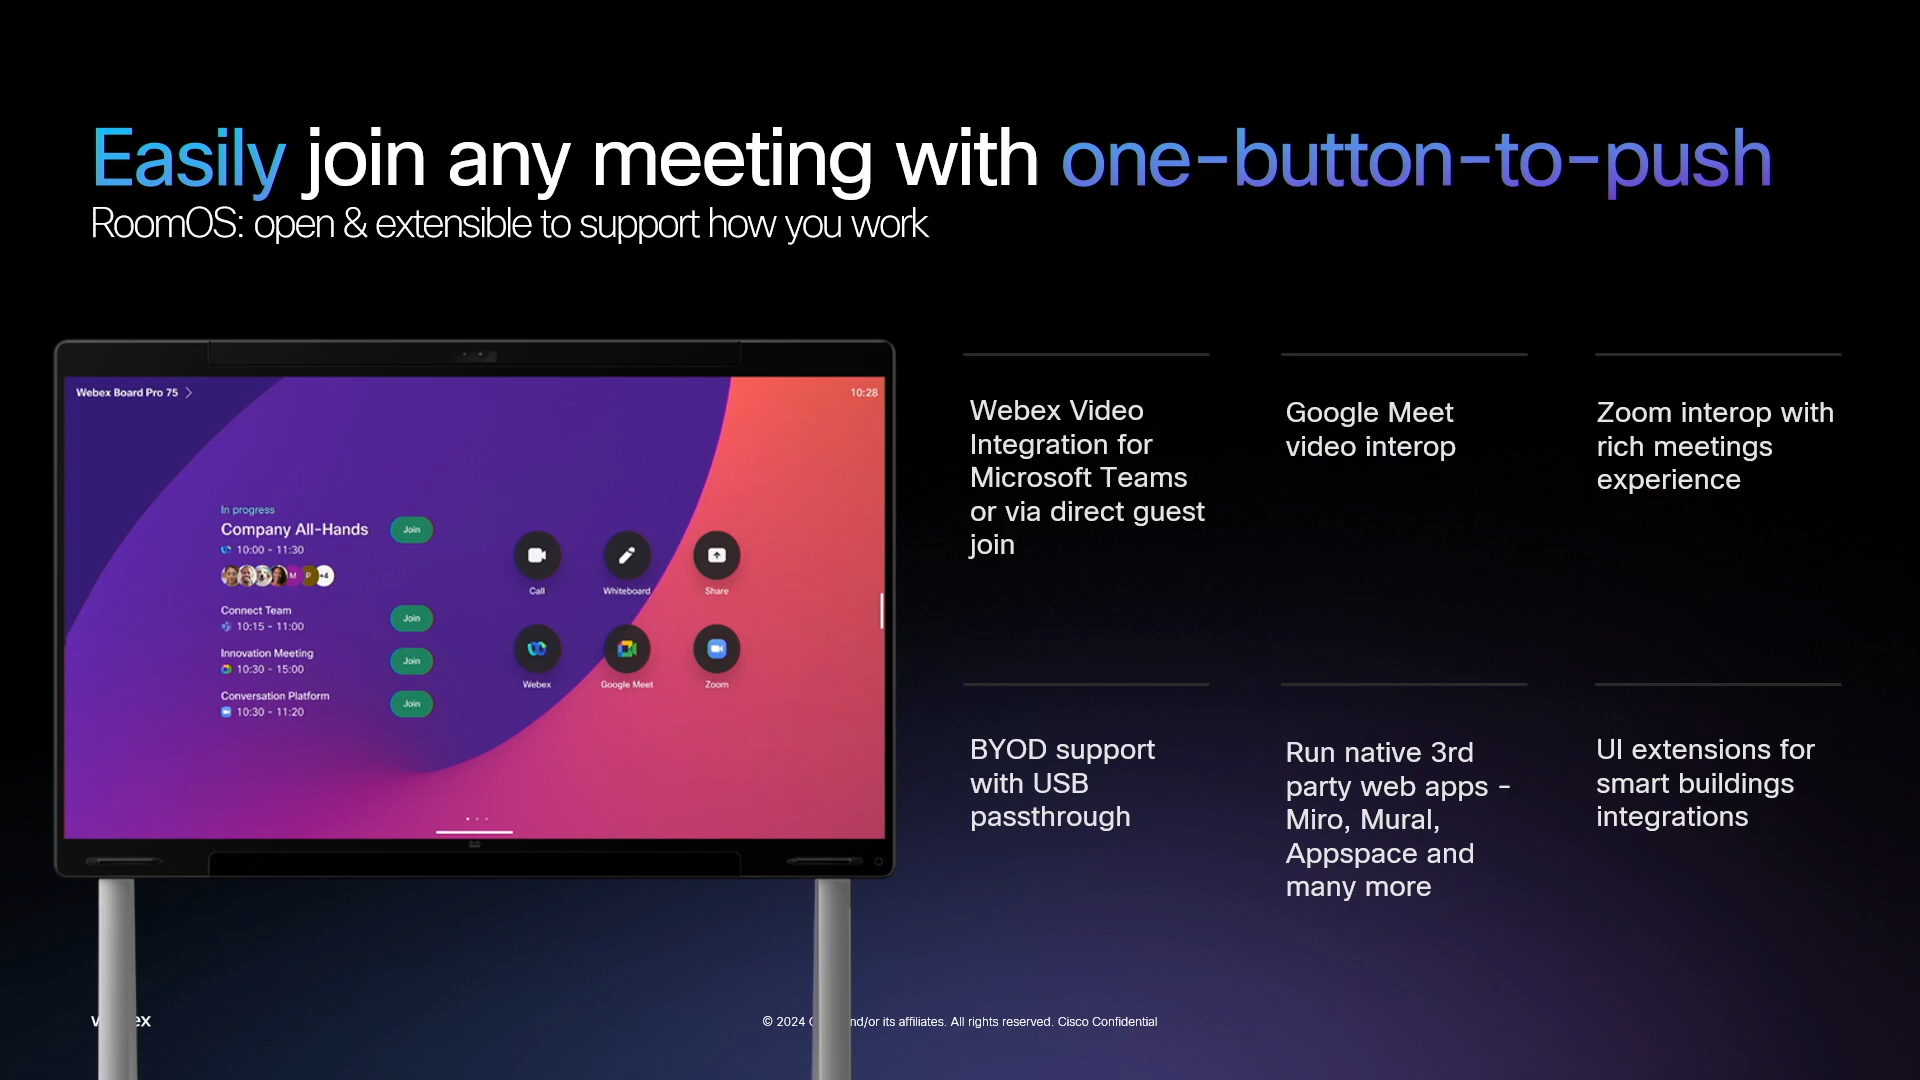 Easily join any meeting with one-button-to-push
RoomOS: open & extensible to support how you work
Webex Board Pro 75
10:28
In progress
Company All-Hands
10:00 - 11:30
M P +4
Join
Connect Team
10:15 - 11:00
Join
Innovation Meeting
10:30 - 15:00
Join
Conversation Platform
10:30 - 11:20
Join
Call
Whiteboard
Share
Webex
Google Meet
Zoom
Webex Video
Integration for
Microsoft Teams
or via direct guest
join
Google Meet
video interop
Zoom interop with
rich meetings
experience
BYOD support
with USB
passthrough
Run native 3rd
party web apps -
Miro, Mural,
Appspace and
many more
UI extensions for
smart buildings
integrations
© 2024 nd/or its affiliates. All rights reserved. Cisco Confidential